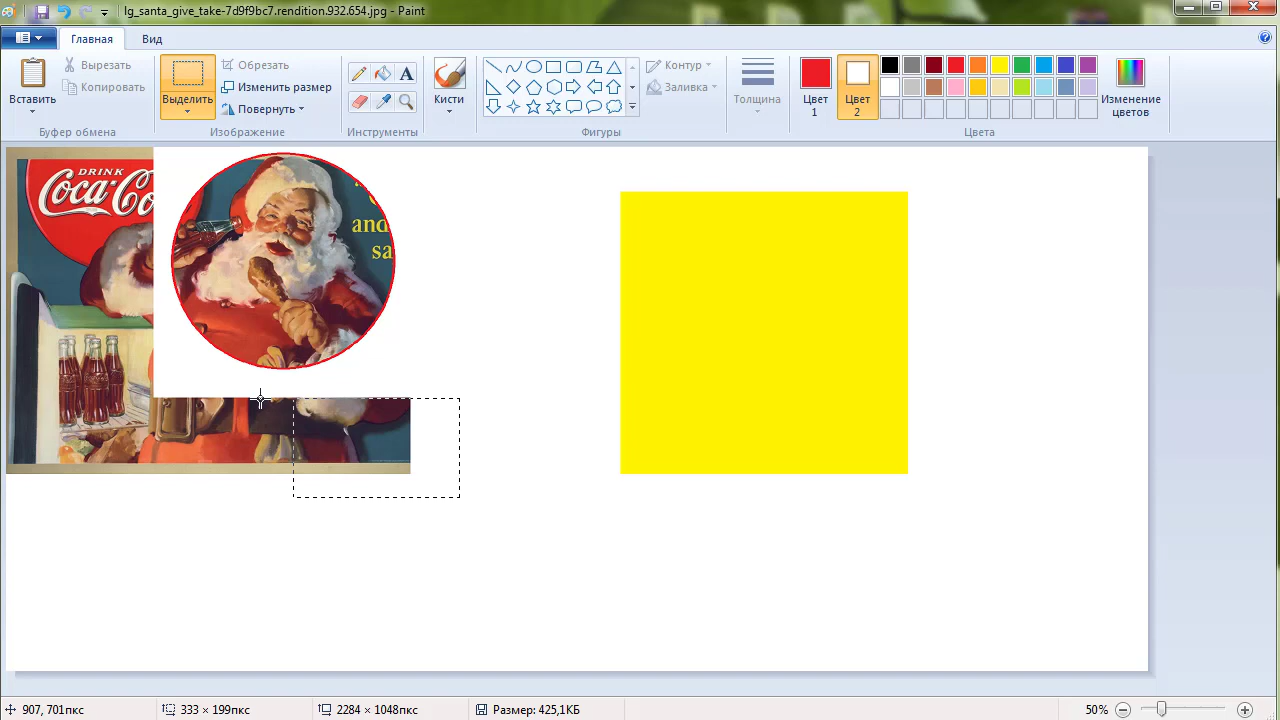 lg_santa_give_take-7d9f9bc7.rendition.932.654.jpg - Paint
Главная
Вид
Вставить
Вырезать
Копировать
Буфер обмена
Выделить
Обрезать
Изменить размер
Повернуть
Изображение
A
Инструменты
Кисти
Контур
Заливка
Фигуры
Толщина
Цвет 1
Цвет 2
Изменение цветов
Цвета
DRINK
Coca-Co
and
sa
907, 701пкс
333 × 199пкс
2284 × 1048пкс
Размер: 425,1КБ
50%